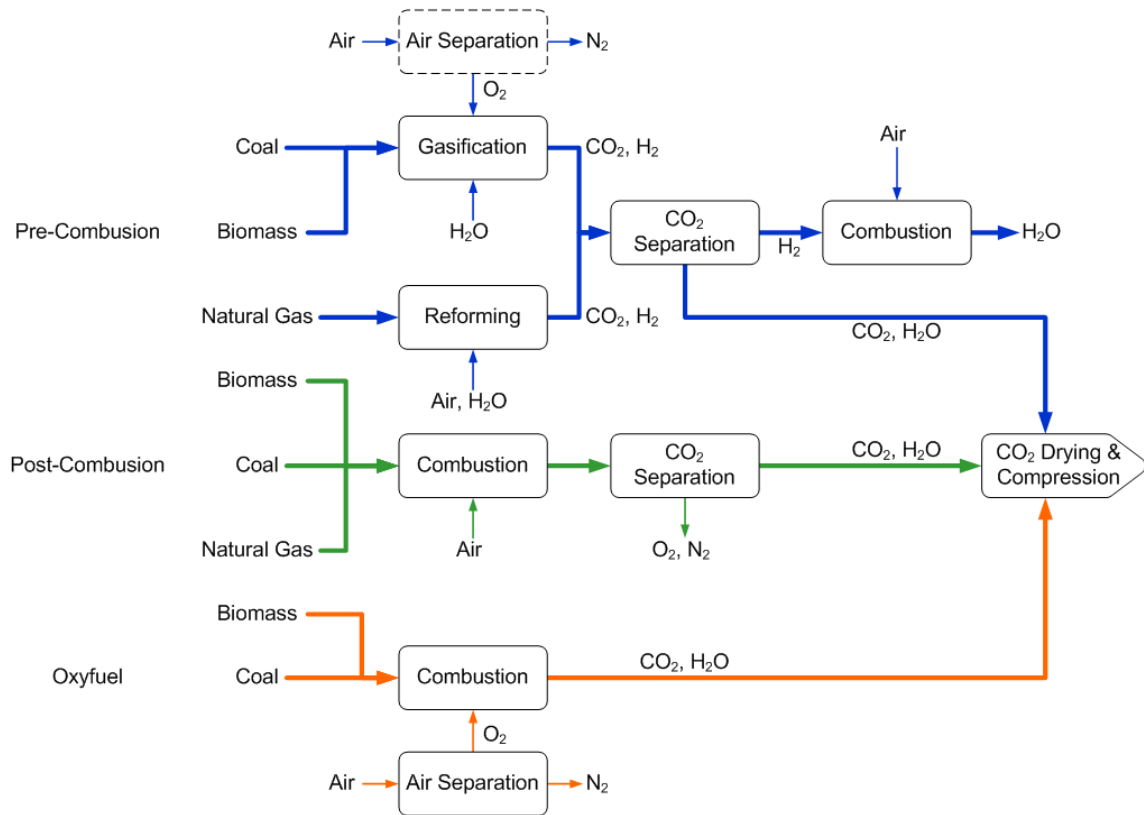 Air
Air Separation
N₂
O₂
Coal
Gasification
CO₂, H₂
Air
Pre-Combusion
Biomass
H₂O
CO₂
Separation
H₂
Combustion
H₂O
Natural Gas
Reforming
CO₂, H₂
CO₂, H₂O
Air, H₂O
Biomass
Post-Combusion
Coal
Combustion
CO₂
Separation
CO₂, H₂O
CO₂ Drying &
Compression
Natural Gas
Air
O₂, N₂
Biomass
Oxyfuel
Coal
Combustion
CO₂, H₂O
O₂
Air
Air Separation
N₂